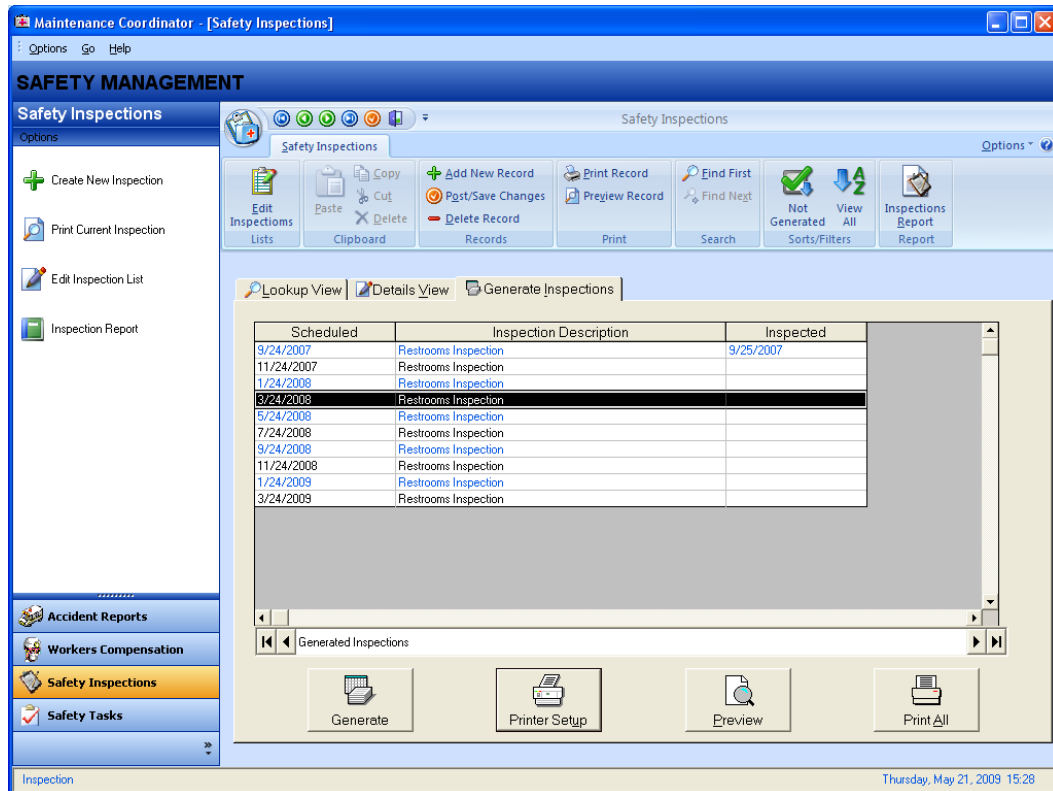 Maintenance Coordinator - [Safety Inspections]
Options Go Help
SAFETY MANAGEMENT
Safety Inspections
Options
Create New Inspection
Print Current Inspection
Edit Inspection List
Inspection Report
Accident Reports
Workers Compensation
Safety Inspections
Safety Tasks
Safety Inspections
Safety Inspections
Options
Edit Inspectioms
Lists
Paste
Copy
Cut
Delete
Clipboard
Add New Record
Post/Save Changes
Delete Record
Records
Print Record
Preview Record
Print
Find First
Find Next
Search
Not Generated
View All
Sorts/Filters
Inspections Report
Report
Lookup View Details View Generate Inspections
Scheduled Inspection Description Inspected
9/24/2007 Restrooms Inspection 9/25/2007
11/24/2007 Restrooms Inspection
1/24/2008 Restrooms Inspection
3/24/2008 Restrooms Inspection
5/24/2008 Restrooms Inspection
7/24/2008 Restrooms Inspection
9/24/2008 Restrooms Inspection
11/24/2008 Restrooms Inspection
1/24/2009 Restrooms Inspection
3/24/2009 Restrooms Inspection
Generated Inspections
Generate Printer Setup Preview Print All
Inspection Thursday, May 21, 2009 15:28